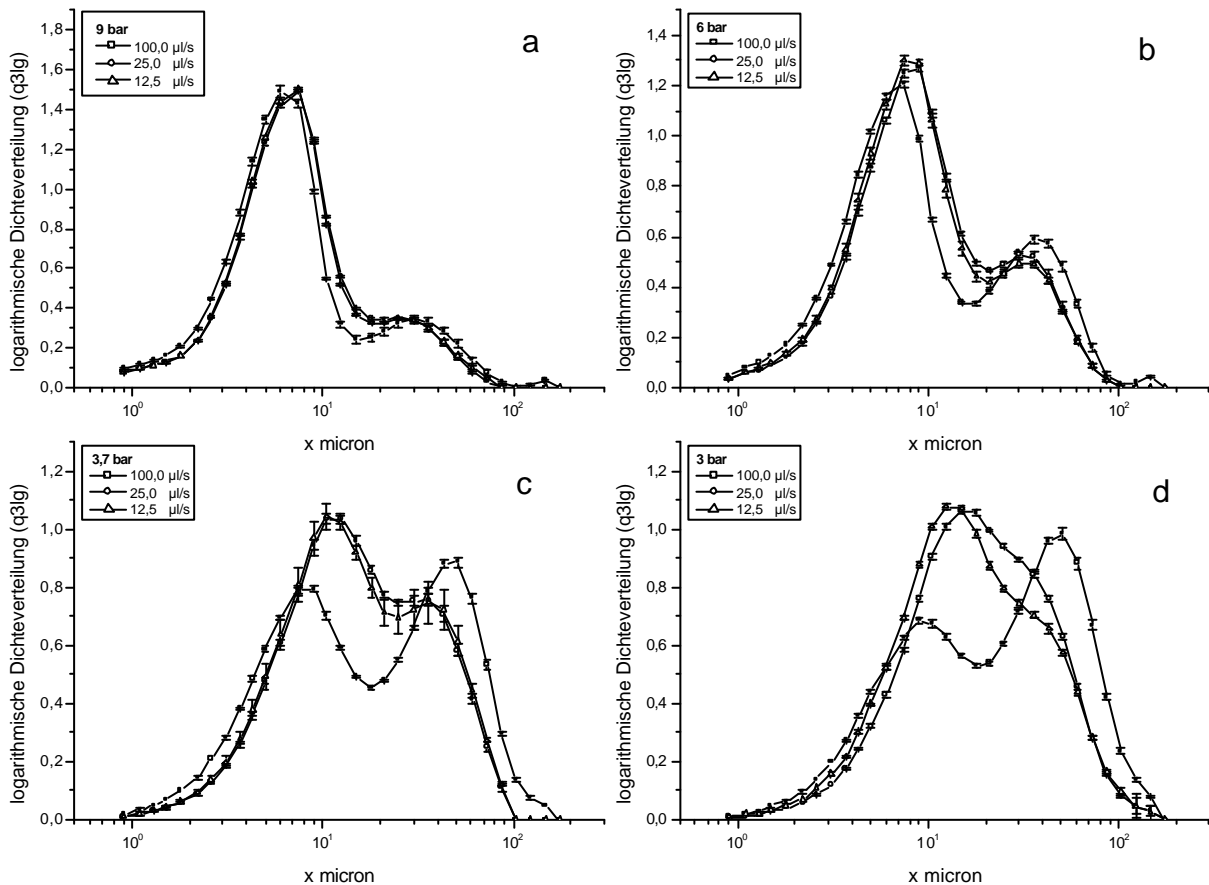 9 bar
100,0 µl/s
25,0 µl/s
12,5 µl/s
a
logarithmische Dichteverteilung (q3lg)
1,8
1,6
1,4
1,2
1,0
0,8
0,6
0,4
0,2
0,0
10⁰
10¹
10²
x micron
6 bar
100,0 µl/s
25,0 µl/s
12,5 µl/s
b
logarithmische Dichteverteilung (q3lg)
1,4
1,2
1,0
0,8
0,6
0,4
0,2
0,0
10⁰
10¹
10²
x micron
3,7 bar
100,0 µl/s
25,0 µl/s
12,5 µl/s
c
logarithmische Dichteverteilung (q3lg)
1,2
1,0
0,8
0,6
0,4
0,2
0,0
10⁰
10¹
10²
x micron
3 bar
100,0 µl/s
25,0 µl/s
12,5 µl/s
d
logarithmische Dichteverteilung (q3lg)
1,2
1,0
0,8
0,6
0,4
0,2
0,0
10⁰
10¹
10²
x micron